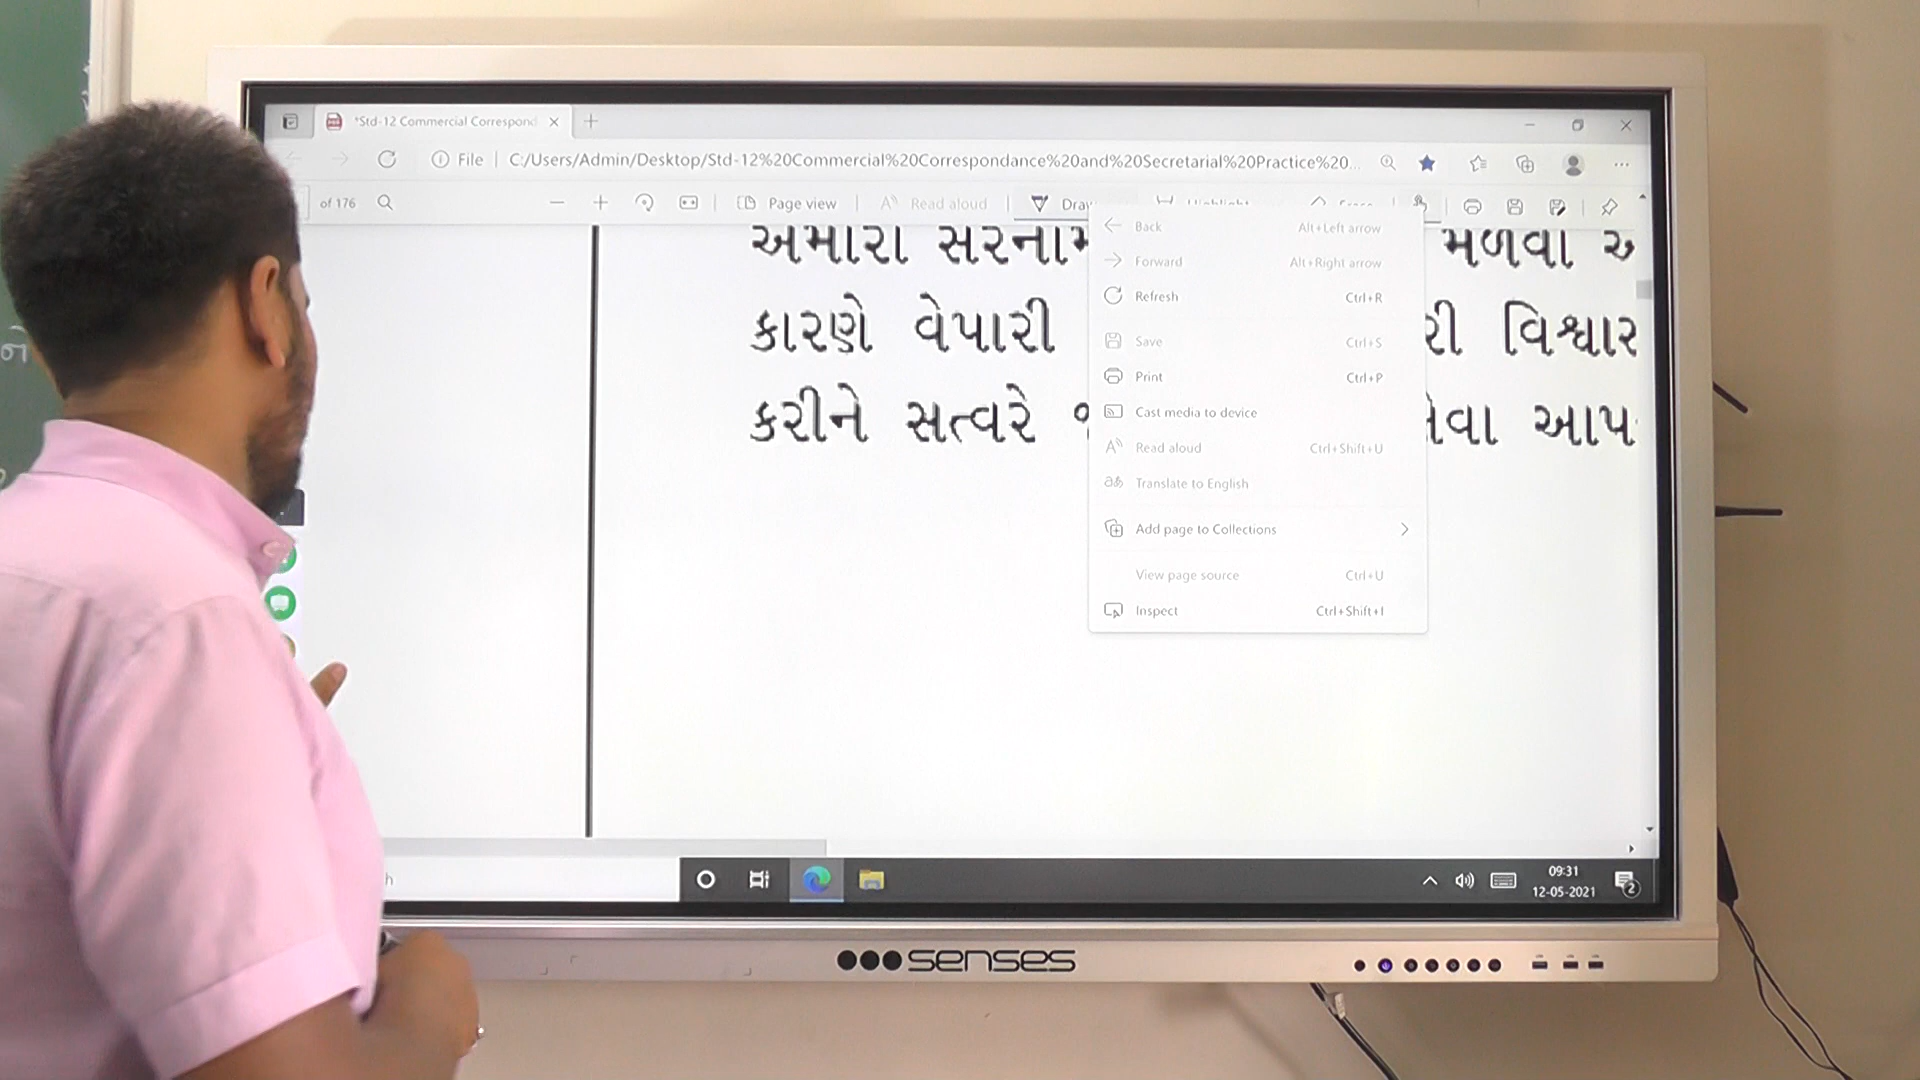 *Std-12 Commercial Correspond
File
C:/Users/Admin/Desktop/Std-12%20Commercial%20Correspondance%20and%20Secretarial%20Practice%20...
of 176
Page view
Read aloud
અમારા
મળવા
કારણે વેપારી
કરીને સત્વરે
Back Alt+Left arrow
Forward Alt+Right arrow
Refresh Ctrl+R
Save Ctrl+S
Print Ctrl+P
Cast media to device
Read aloud Ctrl+Shift+U
Translate to English
Add page to Collections
View page source Ctrl+U
Inspect Ctrl+Shift+I
09:31
12-05-2021
2
senses